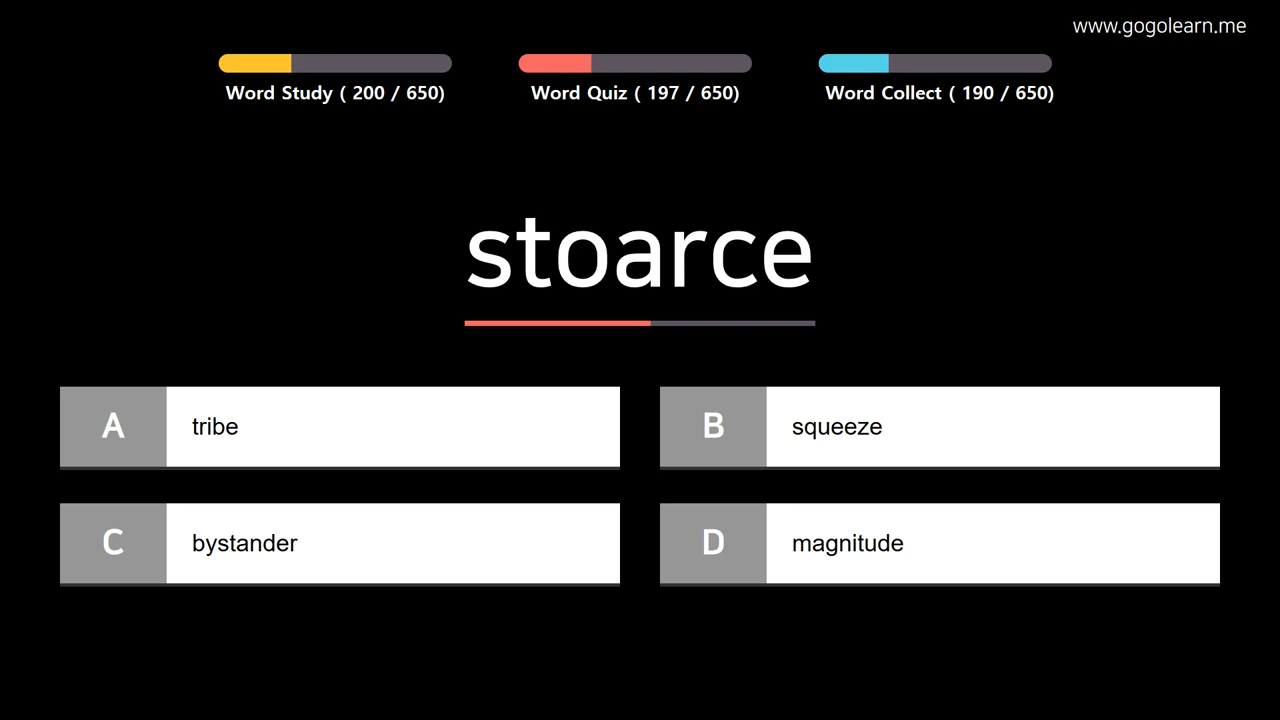 www.gogolearn.me
Word Study ( 200 / 650)
Word Quiz ( 197 / 650)
Word Collect ( 190 / 650)
stoarce
A tribe
B squeeze
C bystander
D magnitude